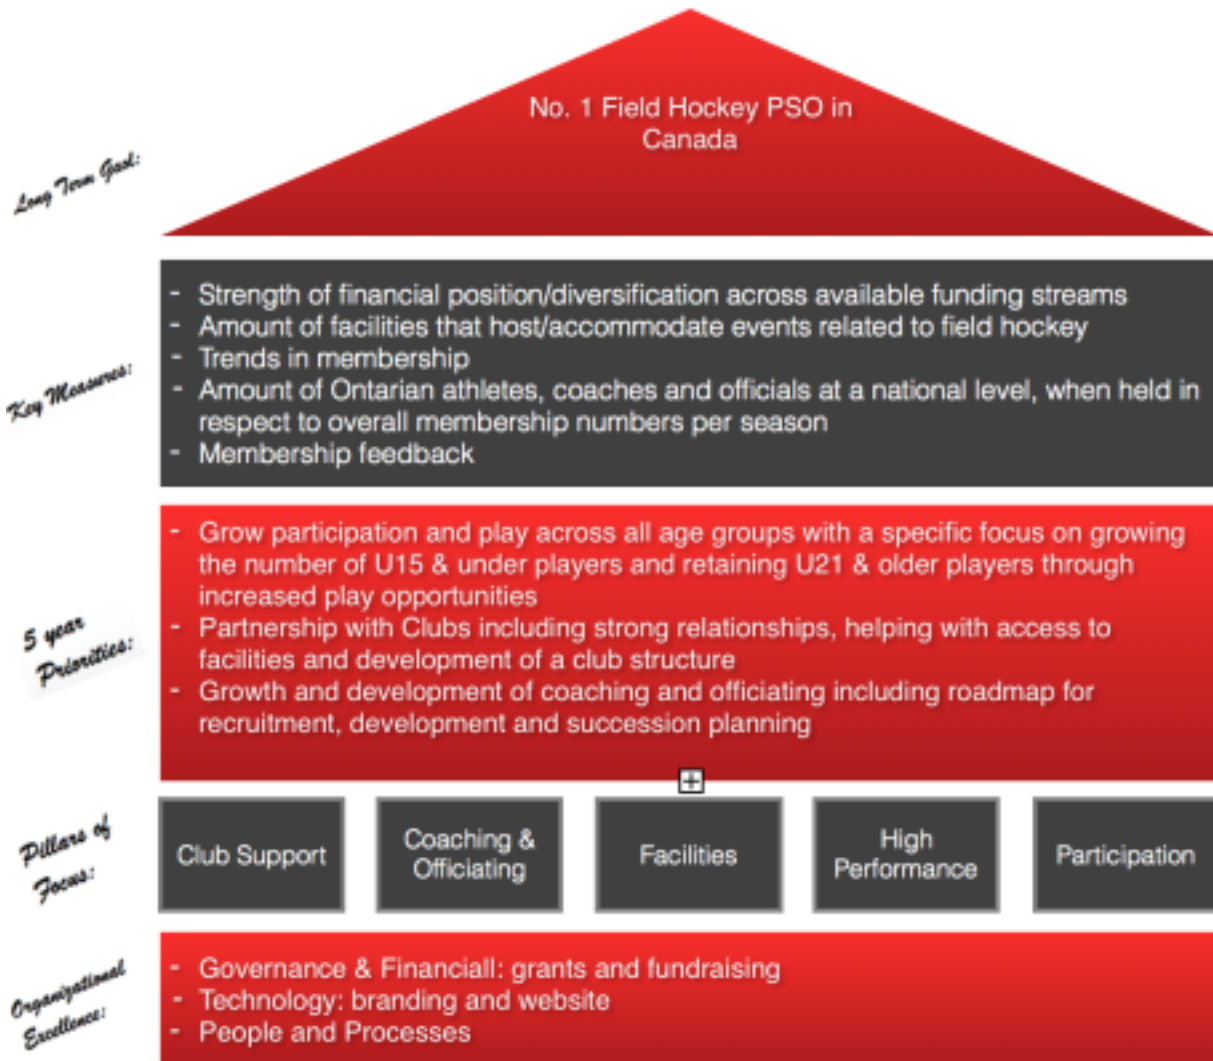 No. 1 Field Hockey PSO in
Canada
Long Term Gaol:
Key Measures:
- Strength of financial position/diversification across available funding streams
- Amount of facilities that host/accommodate events related to field hockey
- Trends in membership
- Amount of Ontarian athletes, coaches and officials at a national level, when held in
respect to overall membership numbers per season
- Membership feedback
5 year
Priorities:
- Grow participation and play across all age groups with a specific focus on growing
the number of U15 & under players and retaining U21 & older players through
increased play opportunities
- Partnership with Clubs including strong relationships, helping with access to
facilities and development of a club structure
- Growth and development of coaching and officiating including roadmap for
recruitment, development and succession planning
Pillars of
Focus:
Club Support
Coaching &
Officiating
Facilities
High
Performance
Participation
Organizational
Excellence:
- Governance & Financiall: grants and fundraising
- Technology: branding and website
- People and Processes